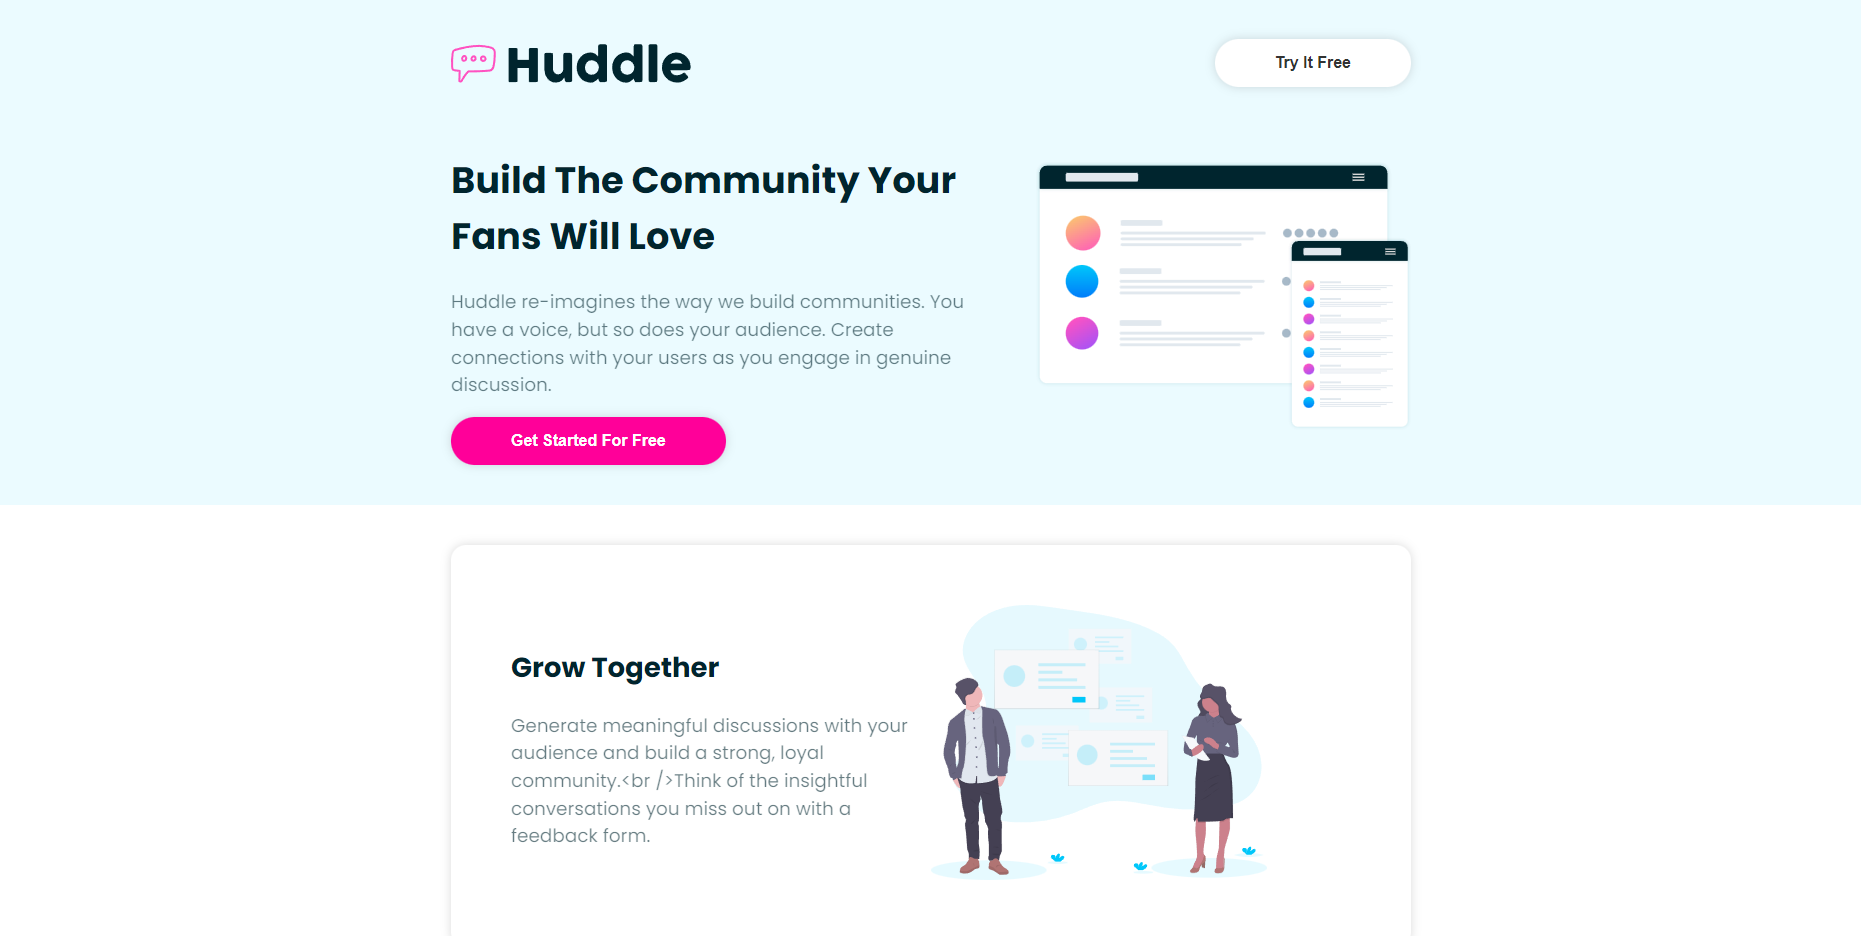 Huddle
Try It Free
Build The Community Your
Fans Will Love
Huddle re-imagines the way we build communities. You
have a voice, but so does your audience. Create
connections with your users as you engage in genuine
discussion.
Get Started For Free
Grow Together
Generate meaningful discussions with your
audience and build a strong, loyal
community.<br />Think of the insightful
conversations you miss out on with a
feedback form.